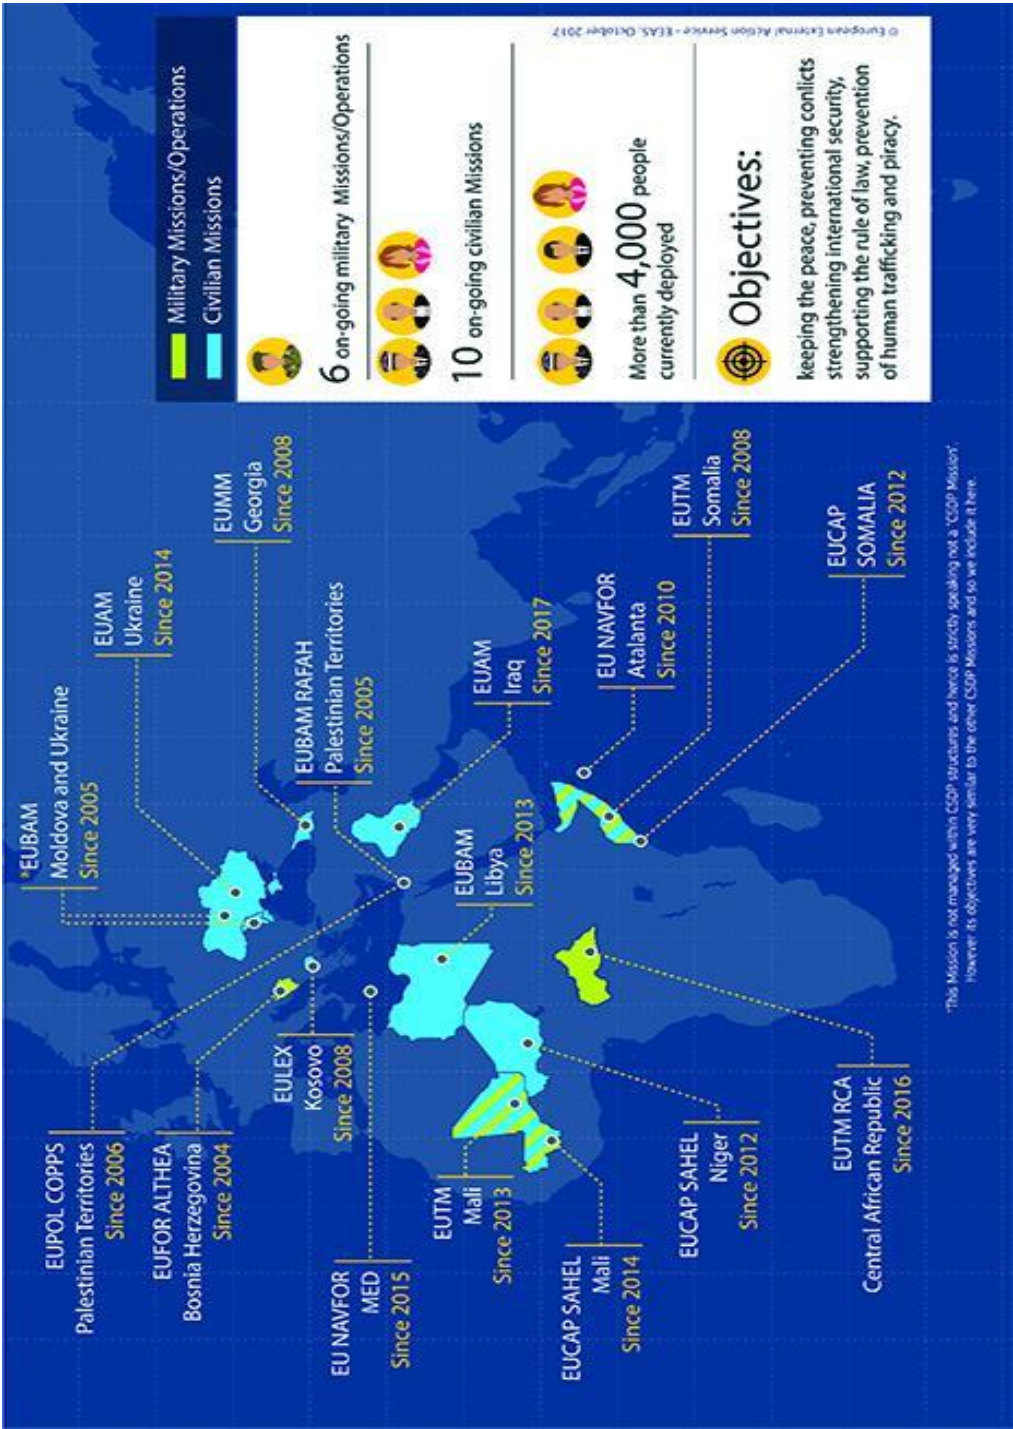 *EUBAM
Moldova and Ukraine
Since 2005
EUAM
Ukraine
Since 2014
EUMM
Georgia
Since 2008
EUPOL COPPS
Palestinian Territories
Since 2006
EUFOR ALTHEA
Bosnia Herzegovina
Since 2004
EULEX
Kosovo
Since 2008
EUBAM RAFAH
Palestinian Territories
Since 2005
EU NAVFOR
MED
Since 2015
EUTM
Mali
Since 2013
EUBAM
Libya
Since 2013
EUAM
Iraq
Since 2017
EUCAP SAHEL
Mali
Since 2014
EUCAP SAHEL
Niger
Since 2012
EU NAVFOR
Atalanta
Since 2010
EUTM
Somalia
Since 2008
EUTM RCA
Central African Republic
Since 2016
EUCAP
SOMALIA
Since 2012
Military Missions/Operations
Civilian Missions
6 on-going military Missions/Operations
10 on-going civilian Missions
More than 4,000 people
currently deployed
Objectives:
keeping the peace, preventing conlicts
strengthening international security,
supporting the rule of law, prevention
of human trafficking and piracy.
© European External Action Service - EEAS. October 2017
"This Mission is not managed within CSDP structures and hence is strictly speaking not a "CSDP Mission".
However its objectives are very similar to the other CSDP Missions and so we include it here.